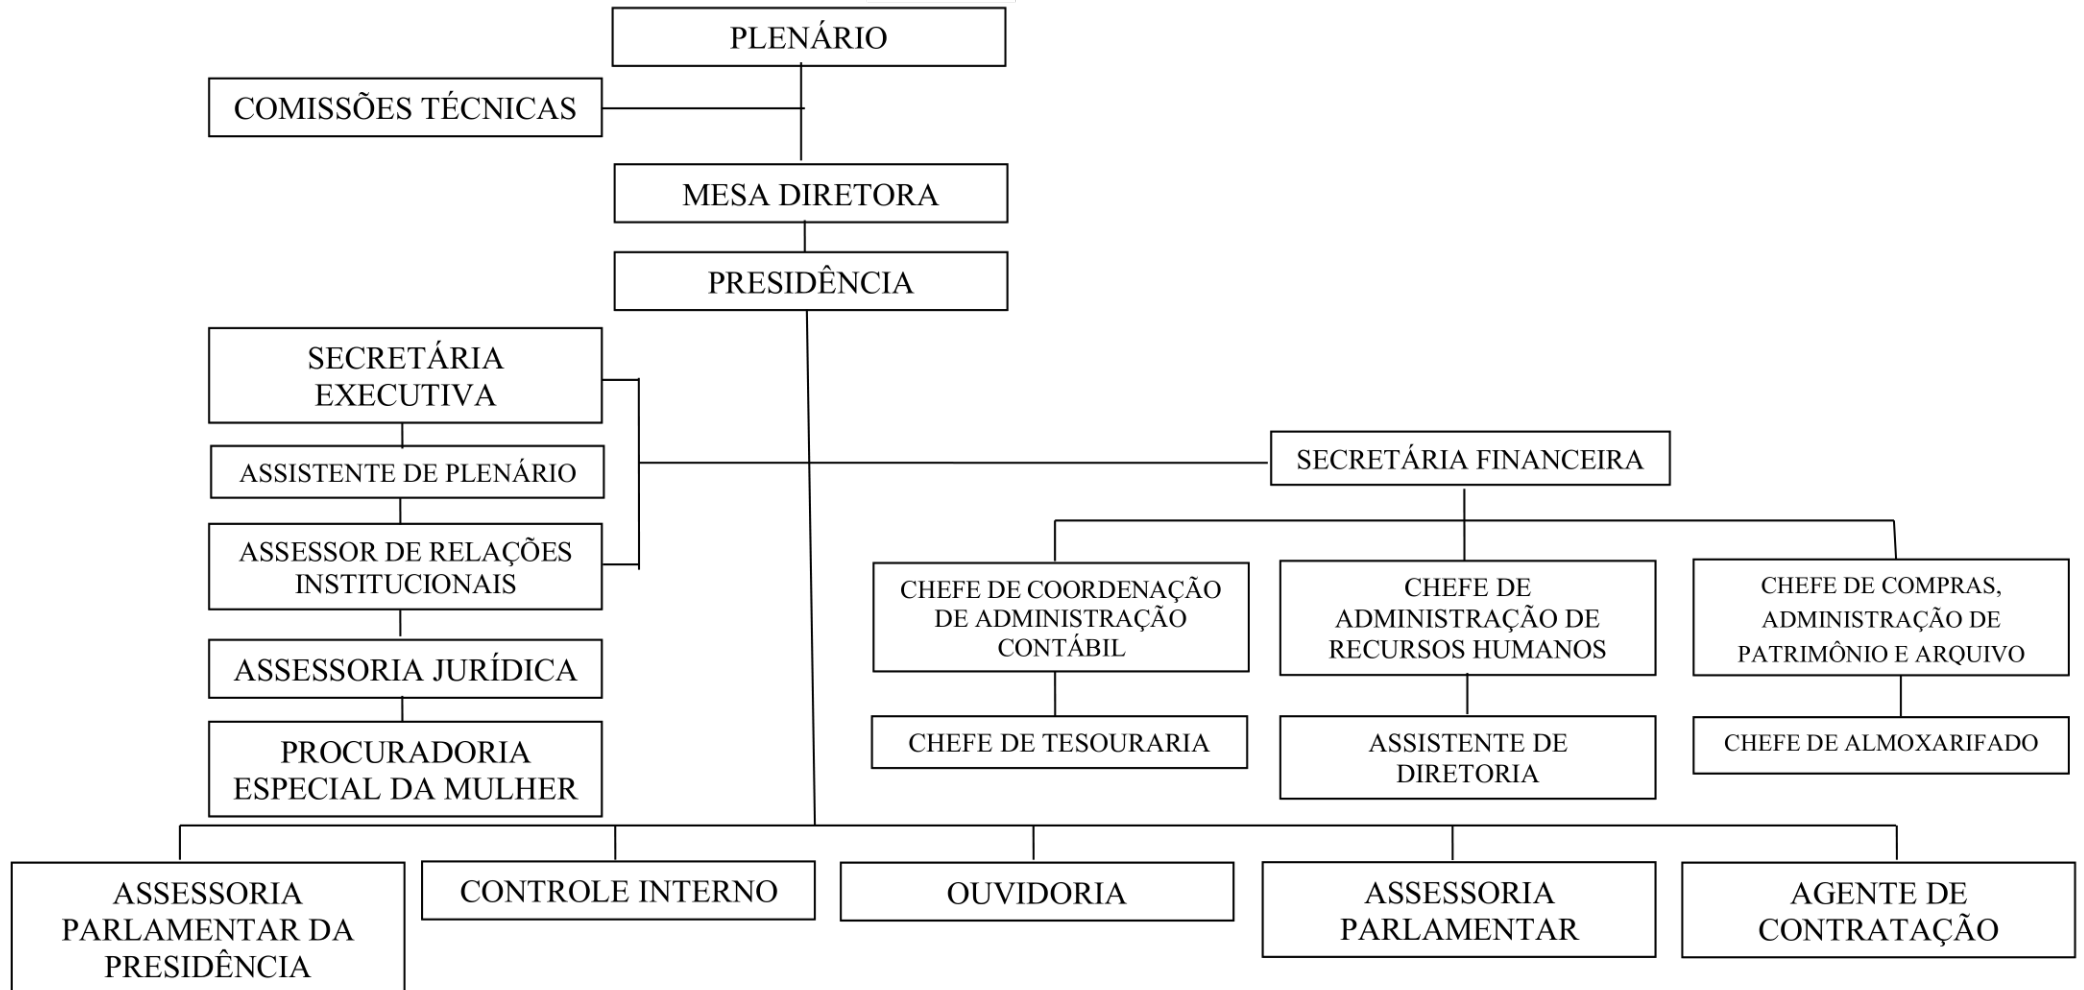 PLENÁRIO
COMISSÕES TÉCNICAS
MESA DIRETORA
PRESIDÊNCIA
SECRETÁRIA
EXECUTIVA
ASSISTENTE DE PLENÁRIO
ASSESSOR DE RELAÇÕES
INSTITUCIONAIS
ASSESSORIA JURÍDICA
PROCURADORIA
ESPECIAL DA MULHER
SECRETÁRIA FINANCEIRA
CHEFE DE COORDENAÇÃO
DE ADMINISTRAÇÃO
CONTÁBIL
CHEFE DE TESOURARIA
CHEFE DE
ADMINISTRAÇÃO DE
RECURSOS HUMANOS
ASSISTENTE DE
DIRETORIA
CHEFE DE COMPRAS,
ADMINISTRAÇÃO DE
PATRIMÔNIO E ARQUIVO
CHEFE DE ALMOXARIFADO
ASSESSORIA
PARLAMENTAR DA
PRESIDÊNCIA
CONTROLE INTERNO
OUVIDORIA
ASSESSORIA
PARLAMENTAR
AGENTE DE
CONTRATAÇÃO